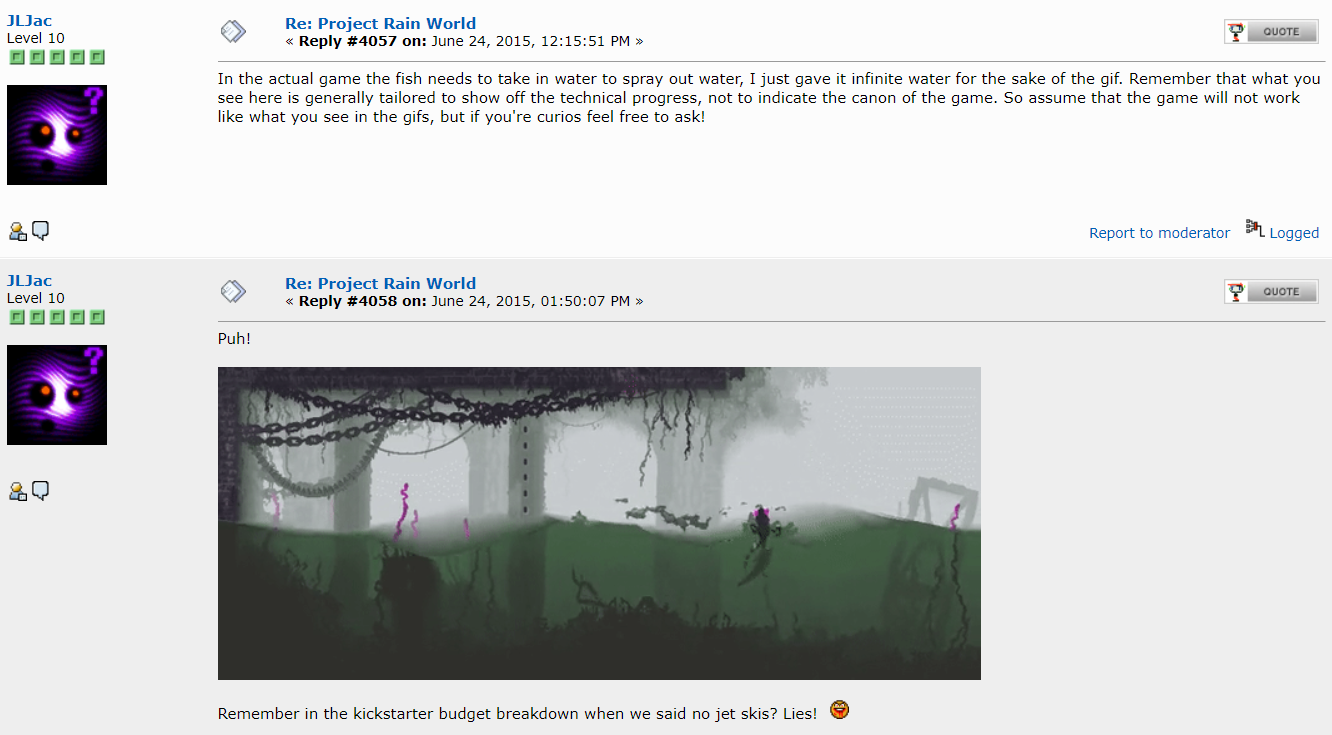 JLJac
Level 10
Re: Project Rain World
« Reply #4057 on: June 24, 2015, 12:15:51 PM »
QUOTE
In the actual game the fish needs to take in water to spray out water, I just gave it infinite water for the sake of the gif. Remember that what you
see here is generally tailored to show off the technical progress, not to indicate the canon of the game. So assume that the game will not work
like what you see in the gifs, but if you're curios feel free to ask!
?
Report to moderator Logged
JLJac
Level 10
Re: Project Rain World
« Reply #4058 on: June 24, 2015, 01:50:07 PM »
QUOTE
Puh!
?
Remember in the kickstarter budget breakdown when we said no jet skis? Lies!